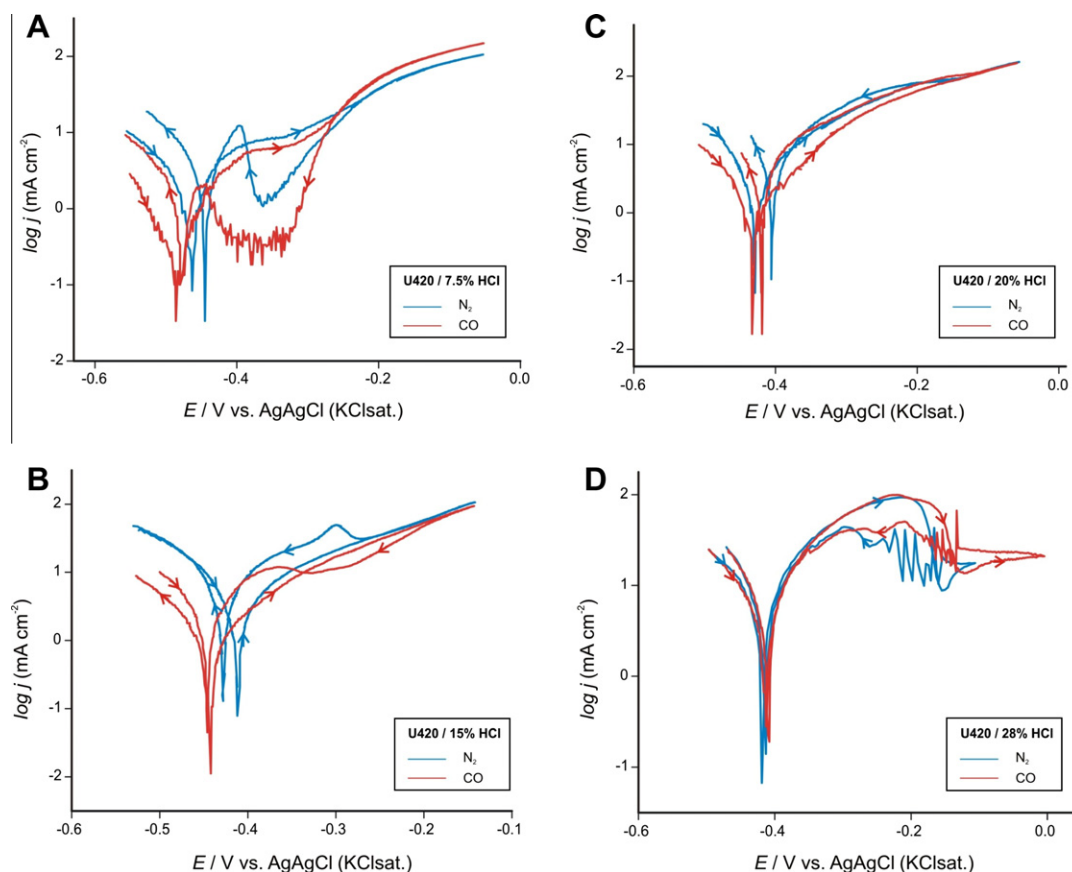 A
log j (mA cm⁻²)
2
1
0
-1
-2
-0.6
-0.4
-0.2
0.0
E / V vs. AgAgCl (KClsat.)
U420 / 7.5% HCl
N₂
CO
C
log j (mA cm⁻²)
2
1
0
-1
-2
-0.6
-0.4
-0.2
0.0
E / V vs. AgAgCl (KClsat.)
U420 / 20% HCl
N₂
CO
B
log j (mA cm⁻²)
2
1
0
-1
-2
-0.6
-0.5
-0.4
-0.3
-0.2
-0.1
E / V vs. AgAgCl (KClsat.)
U420 / 15% HCl
N₂
CO
D
log j (mA cm⁻²)
2
1
0
-1
-0.6
-0.4
-0.2
0.0
E / V vs. AgAgCl (KClsat.)
U420 / 28% HCl
N₂
CO